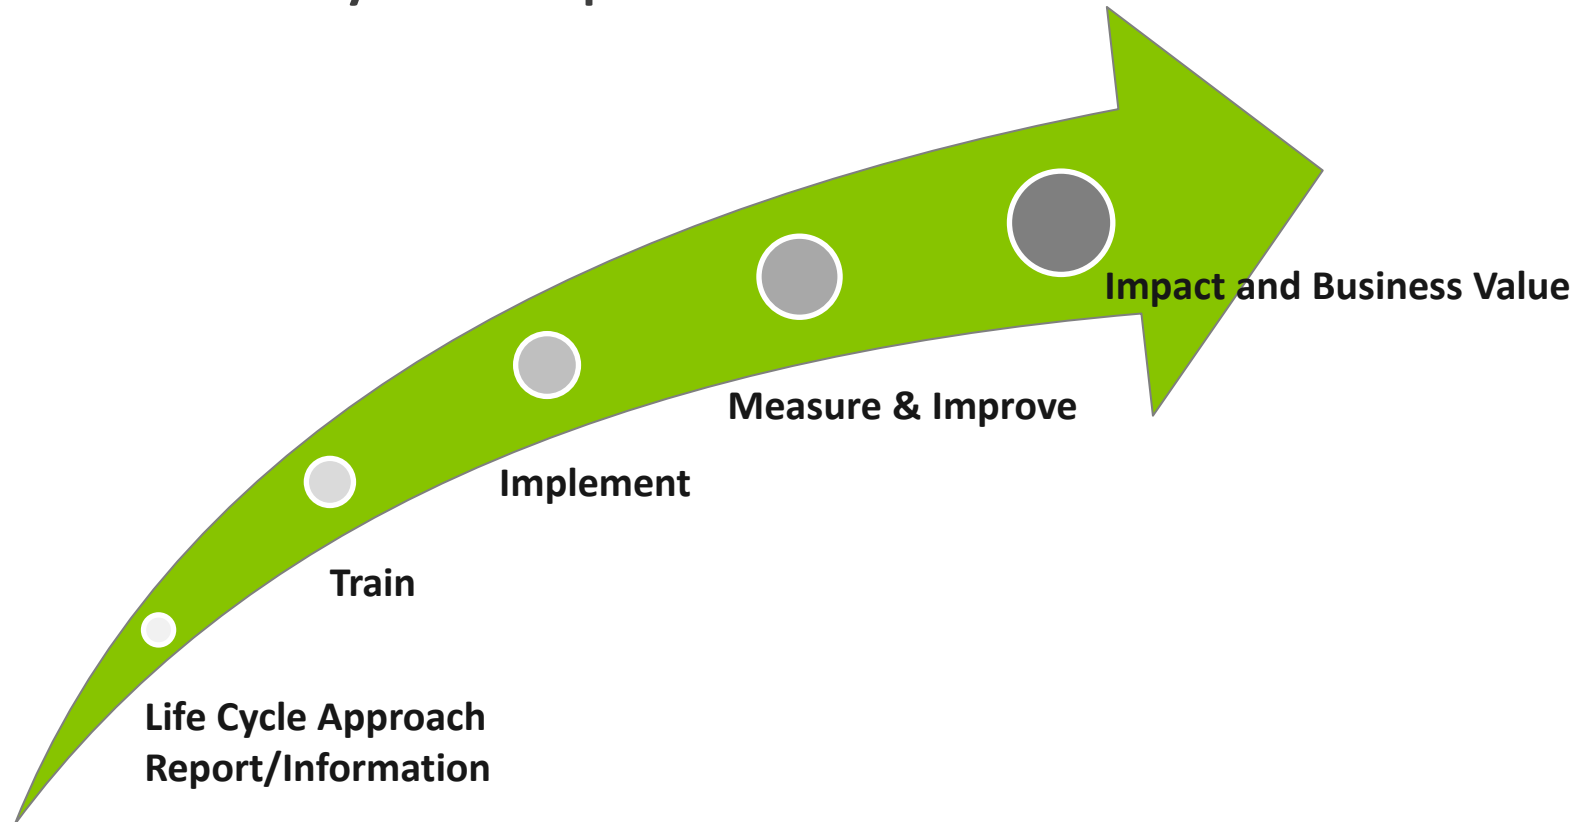 Impact and Business Value
Measure & Improve
Implement
Train
Life Cycle Approach
Report/Information